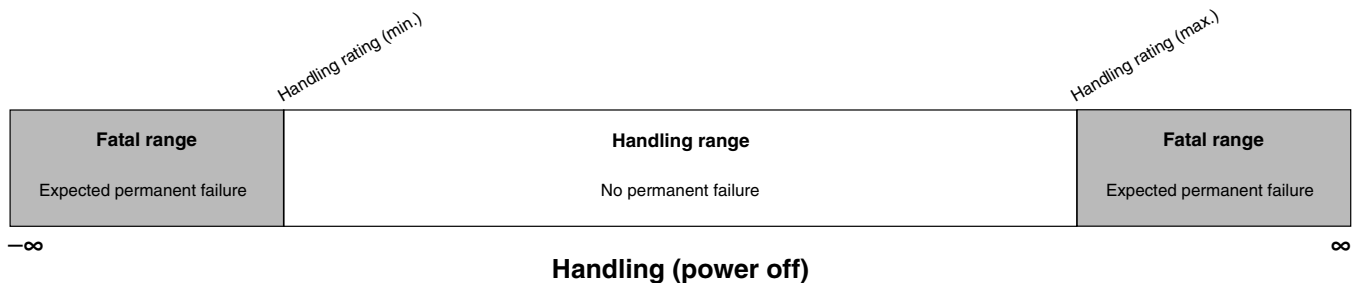 Handling rating (min.)
Handling rating (max.)
Fatal range
Handling range
Fatal range
Expected permanent failure
No permanent failure
Expected permanent failure
–∞
∞
Handling (power off)